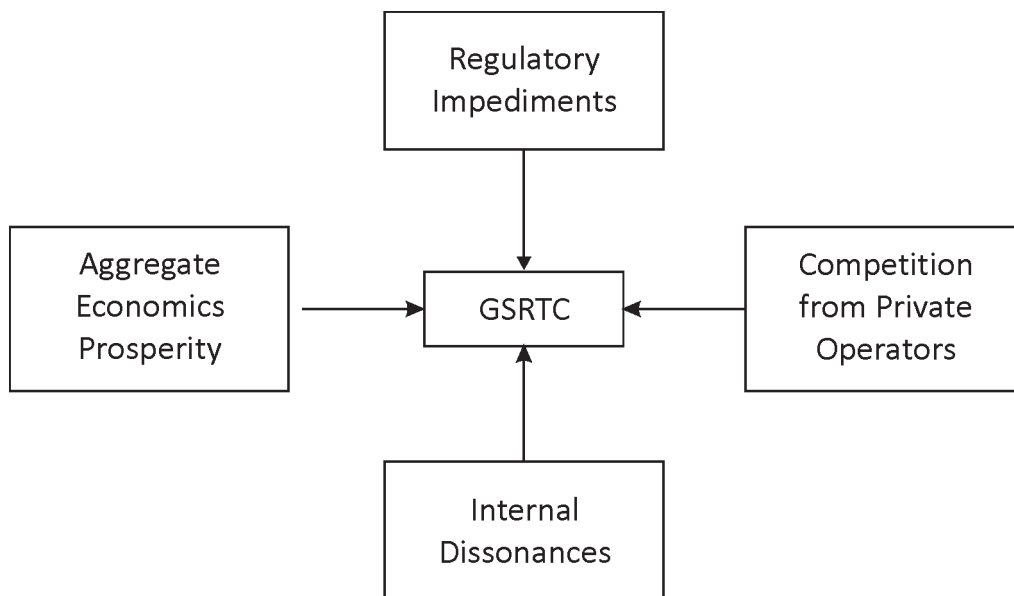 Regulatory
Impediments
Aggregate
Economics
Prosperity
GSRTC
Competition
from Private
Operators
Internal
Dissonances